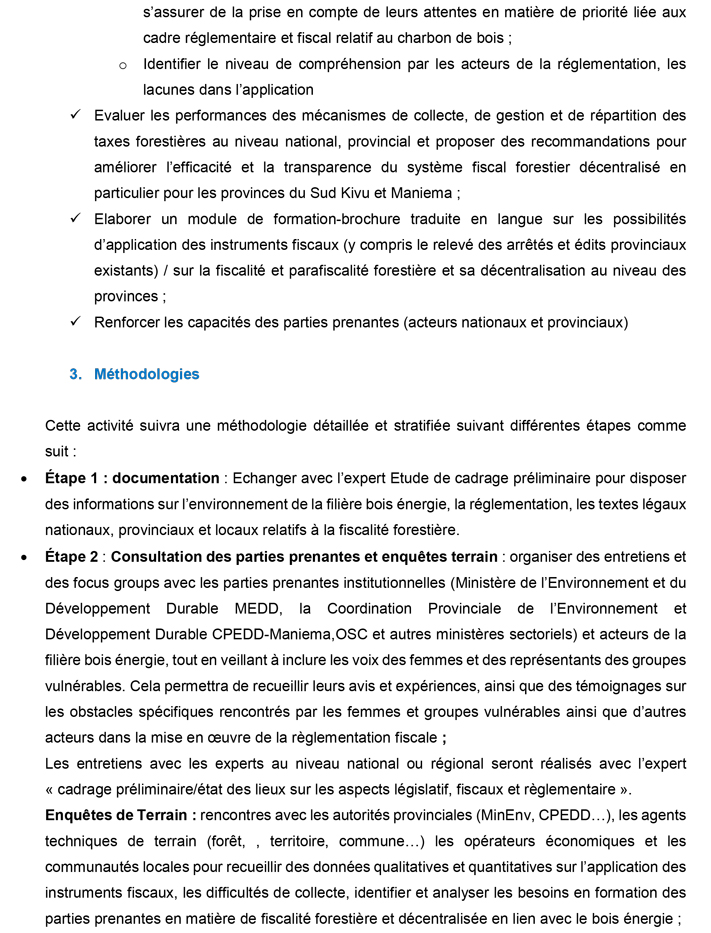 s’assurer de la prise en compte de leurs attentes en matière de priorité liée aux
cadre réglementaire et fiscal relatif au charbon de bois ;
o Identifier le niveau de compréhension par les acteurs de la réglementation, les
lacunes dans l’application
✓ Evaluer les performances des mécanismes de collecte, de gestion et de répartition des
taxes forestières au niveau national, provincial et proposer des recommandations pour
améliorer l’efficacité et la transparence du système fiscal forestier décentralisé en
particulier pour les provinces du Sud Kivu et Maniema ;
✓ Elaborer un module de formation-brochure traduite en langue sur les possibilités
d’application des instruments fiscaux (y compris le relevé des arrêtés et édits provinciaux
existants) / sur la fiscalité et parafiscalité forestière et sa décentralisation au niveau des
provinces ;
✓ Renforcer les capacités des parties prenantes (acteurs nationaux et provinciaux)
3. Méthodologies
Cette activité suivra une méthodologie détaillée et stratifiée suivant différentes étapes comme
suit :
• Étape 1 : documentation : Echanger avec l’expert Etude de cadrage préliminaire pour disposer
des informations sur l’environnement de la filière bois énergie, la réglementation, les textes légaux
nationaux, provinciaux et locaux relatifs à la fiscalité forestière.
• Étape 2 : Consultation des parties prenantes et enquêtes terrain : organiser des entretiens et
des focus groups avec les parties prenantes institutionnelles (Ministère de l’Environnement et du
Développement Durable MEDD, la Coordination Provinciale de l’Environnement et
Développement Durable CPEDD-Maniema,OSC et autres ministères sectoriels) et acteurs de la
filière bois énergie, tout en veillant à inclure les voix des femmes et des représentants des groupes
vulnérables. Cela permettra de recueillir leurs avis et expériences, ainsi que des témoignages sur
les obstacles spécifiques rencontrés par les femmes et groupes vulnérables ainsi que d’autres
acteurs dans la mise en œuvre de la règlementation fiscale ;
Les entretiens avec les experts au niveau national ou régional seront réalisés avec l’expert
« cadrage préliminaire/état des lieux sur les aspects législatif, fiscaux et règlementaire ».
Enquêtes de Terrain : rencontres avec les autorités provinciales (MinEnv, CPEDD…), les agents
techniques de terrain (forêt, , territoire, commune…) les opérateurs économiques et les
communautés locales pour recueillir des données qualitatives et quantitatives sur l’application des
instruments fiscaux, les difficultés de collecte, identifier et analyser les besoins en formation des
parties prenantes en matière de fiscalité forestière et décentralisée en lien avec le bois énergie ;